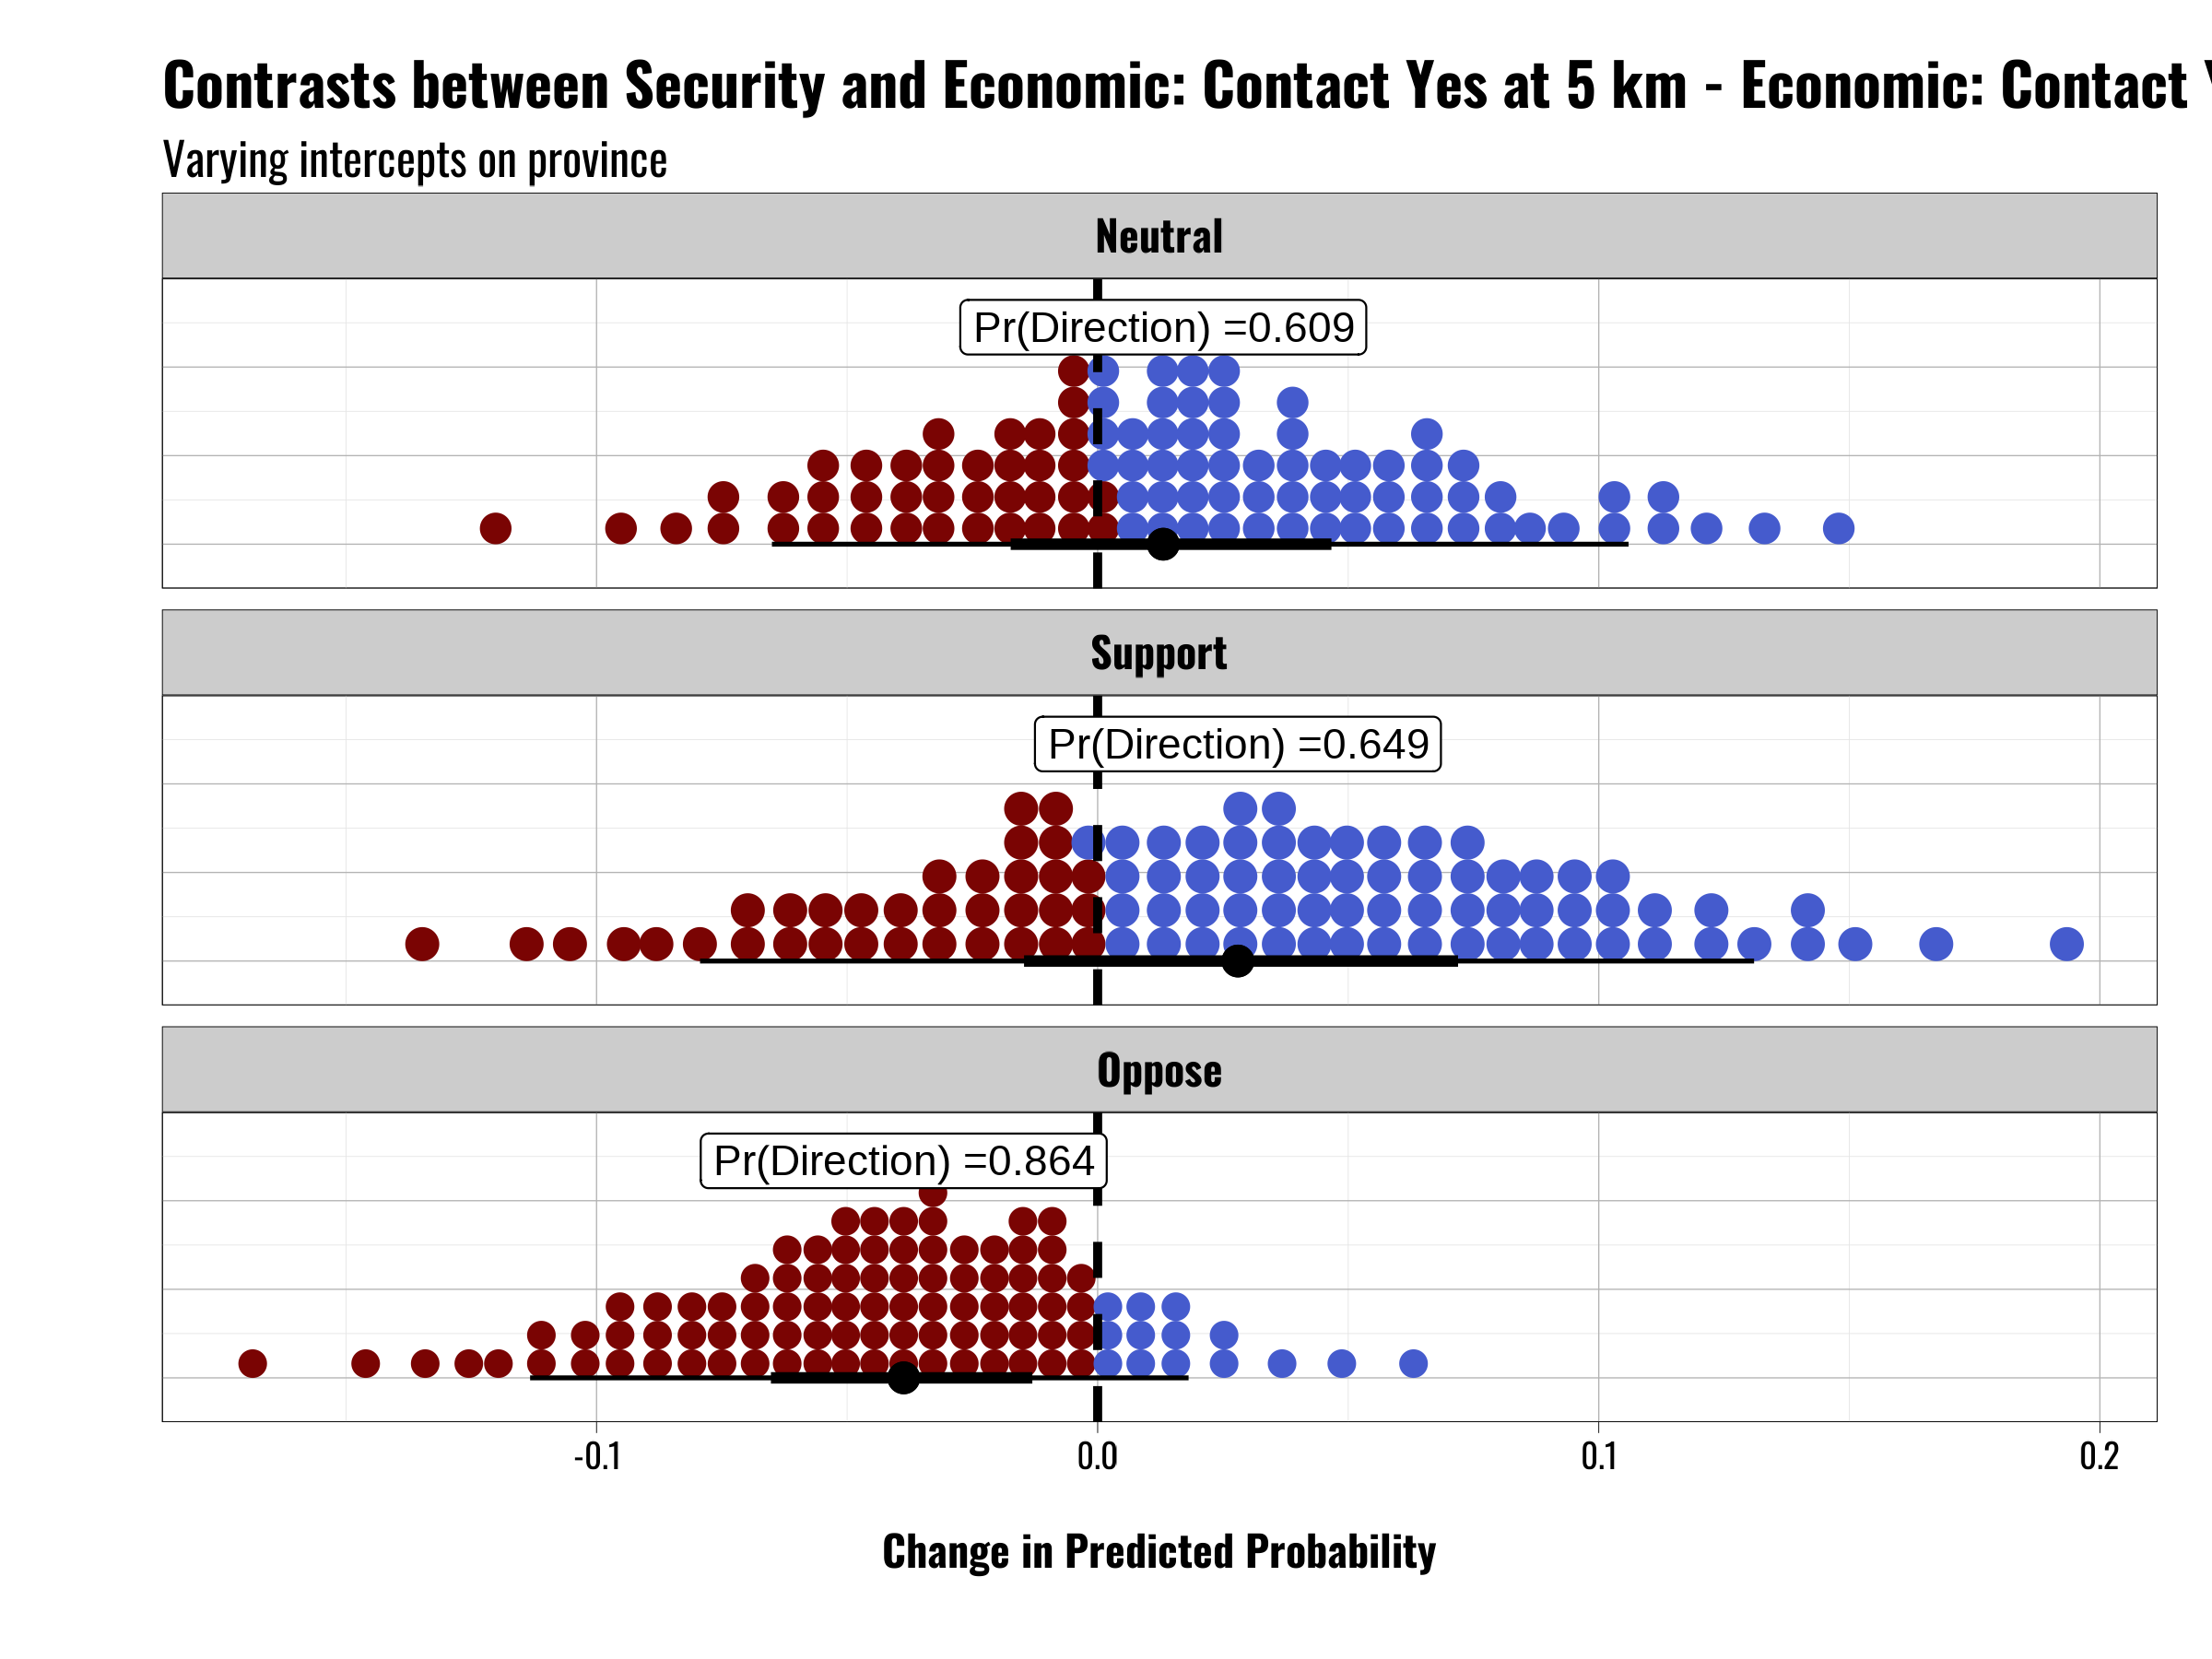 Contrasts between Security and Economic: Contact Yes at 5 km - Economic: Contact
Varying intercepts on province
Neutral
Pr(Direction) =0.609
Support
Pr(Direction) =0.649
Oppose
Pr(Direction) =0.864
-0.1 0.0 0.1 0.2
Change in Predicted Probability